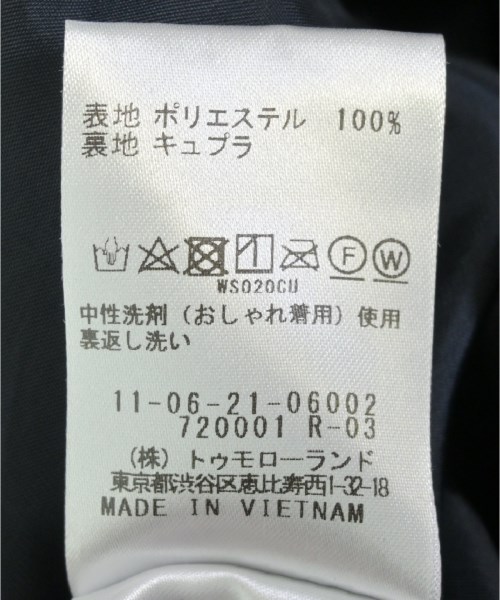 表地 ポリエステル 100%
裏地 キュプラ
F W
WS020CU
中性洗剤（おしゃれ着用）使用
裏返し洗い
11-06-21-06002
720001 R-03
（株）トゥモローランド
東京都渋谷区恵比寿西1-32-18
MADE IN VIETNAM